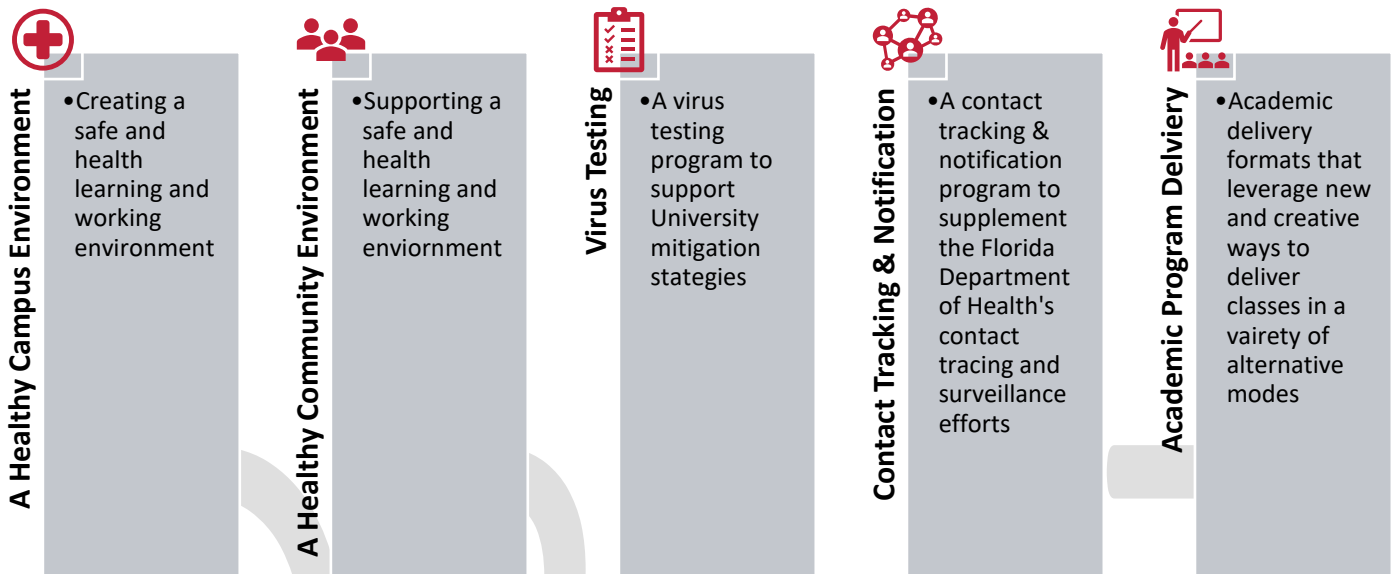 A Healthy Campus Environment
•Creating a
safe and
health
learning and
working
environment
A Healthy Community Environment
•Supporting a
safe and
health
learning and
working
enviornment
Virus Testing
•A virus
testing
program to
support
University
mitigation
stategies
Contact Tracking & Notification
•A contact
tracking &
notification
program to
supplement
the Florida
Department
of Health's
contact
tracing and
surveillance
efforts
Academic Program Delviery
•Academic
delivery
formats that
leverage new
and creative
ways to
deliver
classes in a
vairety of
alternative
modes